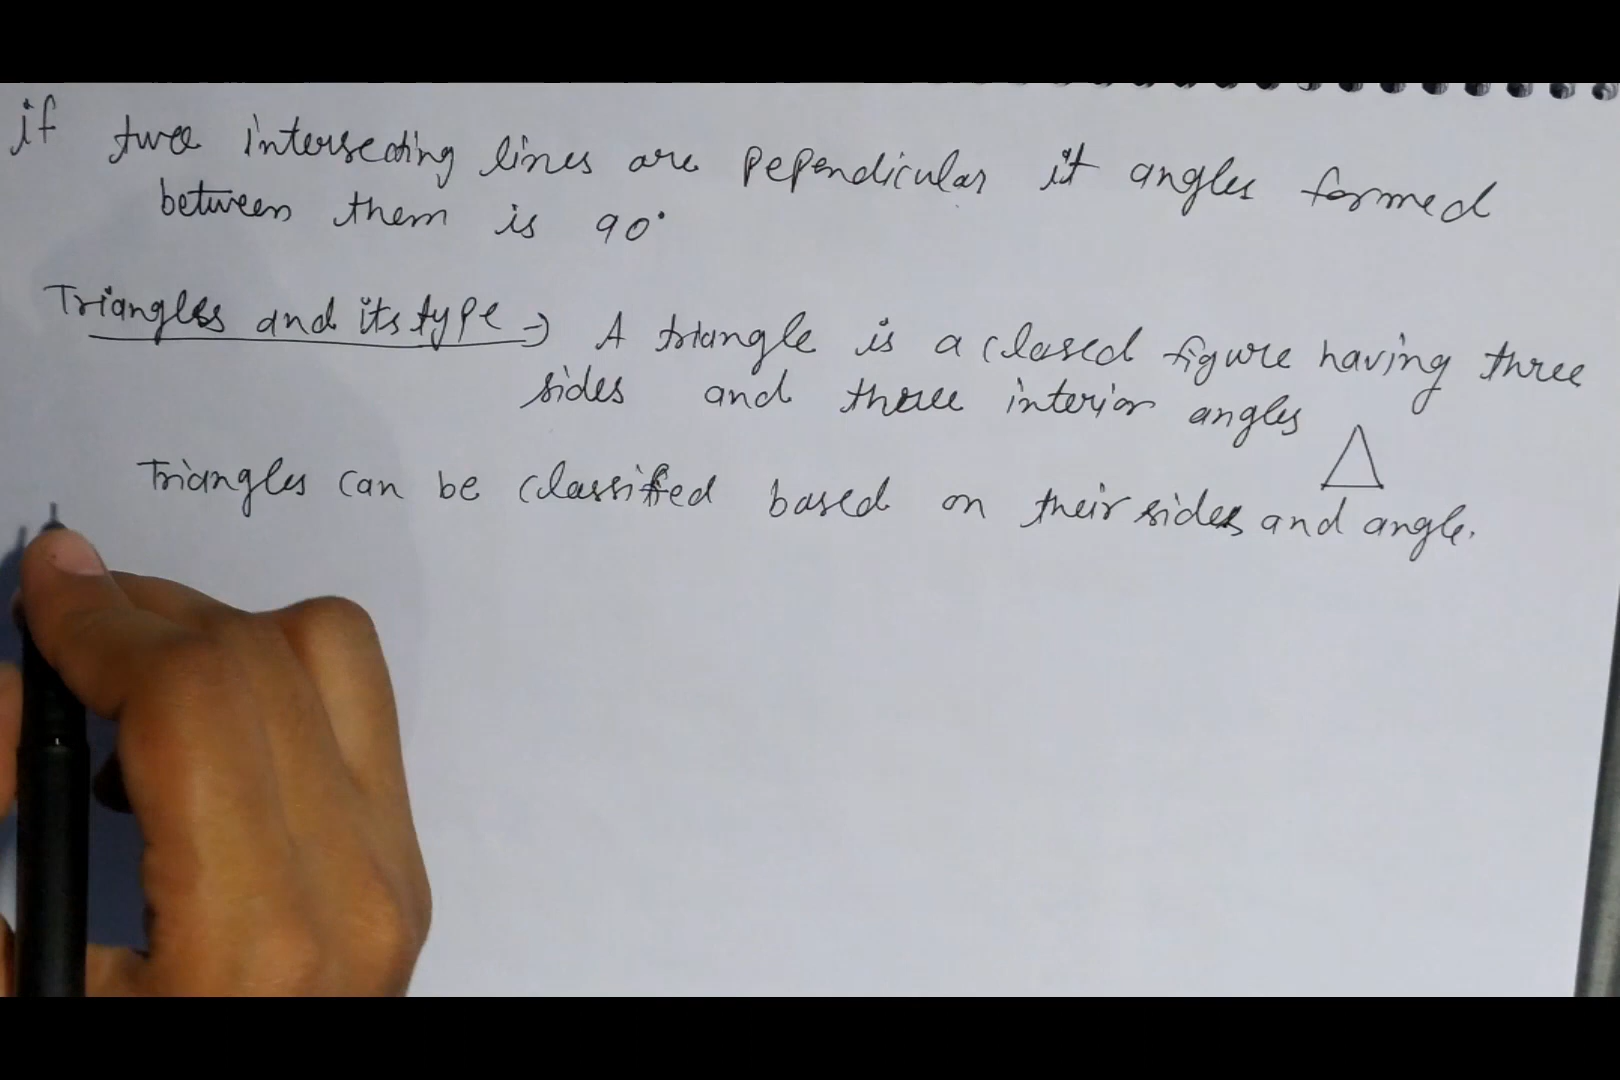 if two intersecting lines are pependicular it angles formed
between them is 90°
Triangles and its type → A triangle is a closed figure having three
sides and three interior angles
Triangles can be classified based on their sides and angle.